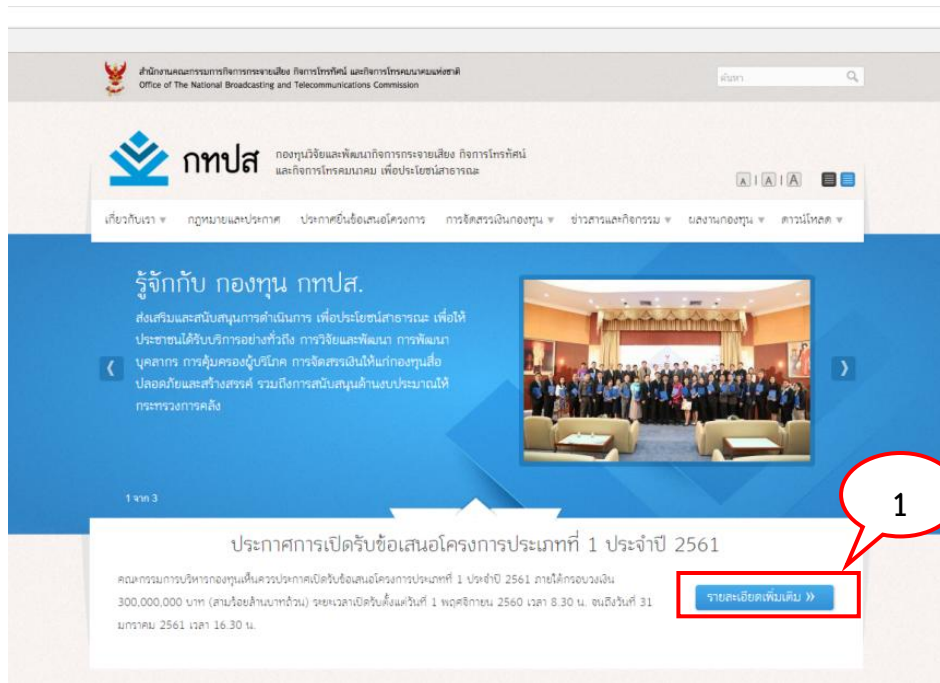 สำนักงานคณะกรรมการกิจการกระจายเสียง กิจการโทรทัศน์ และกิจการโทรคมนาคมแห่งชาติ
Office of The National Broadcasting and Telecommunications Commission
ค้นหา
กทปส
กองทุนวิจัยและพัฒนากิจการกระจายเสียง กิจการโทรทัศน์
และกิจการโทรคมนาคม เพื่อประโยชน์สาธารณะ
A | A | A
เกี่ยวกับเรา กฎหมายและประกาศ ประกาศยื่นข้อเสนอโครงการ การจัดสรรเงินกองทุน ข่าวสารและกิจกรรม ผลงานกองทุน ดาวน์โหลด
รู้จักกับ กองทุน กทปส.
ส่งเสริมและสนับสนุนการดำเนินการ เพื่อประโยชน์สาธารณะ เพื่อให้
ประชาชนได้รับบริการอย่างทั่วถึง การวิจัยและพัฒนา การพัฒนา
บุคลากร การคุ้มครองผู้บริโภค การจัดสรรเงินให้แก่กองทุนสื่อ
ปลอดภัยและสร้างสรรค์ รวมถึงการสนับสนุนด้านงบประมาณให้
กระทรวงการคลัง
1 จาก 3
1
ประกาศการเปิดรับข้อเสนอโครงการประเภทที่ 1 ประจำปี 2561
คณะกรรมการบริหารกองทุนเห็นควรประกาศเปิดรับข้อเสนอโครงการประเภทที่ 1 ประจำปี 2561 ภายใต้กรอบวงเงิน
300,000,000 บาท (สามร้อยล้านบาทถ้วน) ระยะเวลาเปิดรับตั้งแต่วันที่ 1 พฤศจิกายน 2560 เวลา 8.30 น. จนถึงวันที่ 31
มกราคม 2561 เวลา 16.30 น.
รายละเอียดเพิ่มเติม »